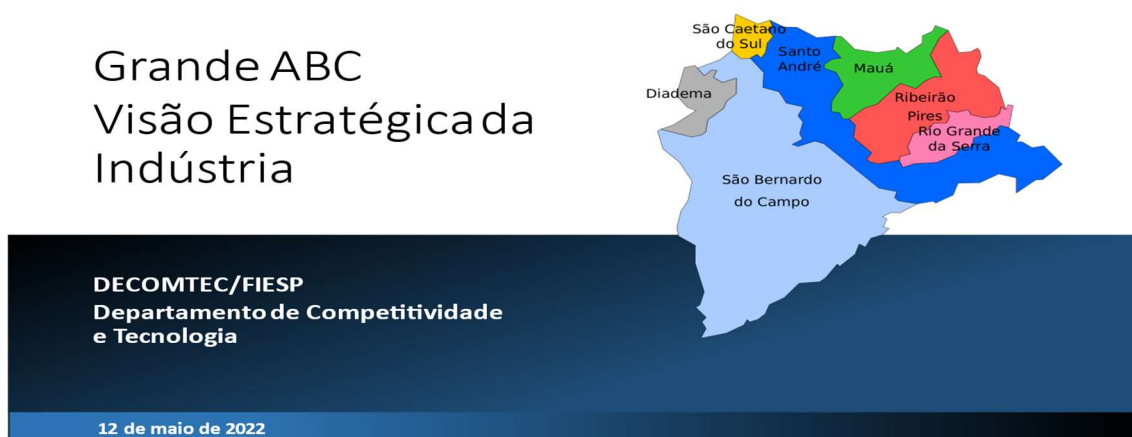 Grande ABC
Visão Estratégica da
Indústria
São Caetano
do Sul
Santo
André
Mauá
Diadema
Ribeirão
Pires
Rio Grande
da Serra
São Bernardo
do Campo
DECOMTEC/FIESP
Departamento de Competitividade
e Tecnologia
12 de maio de 2022